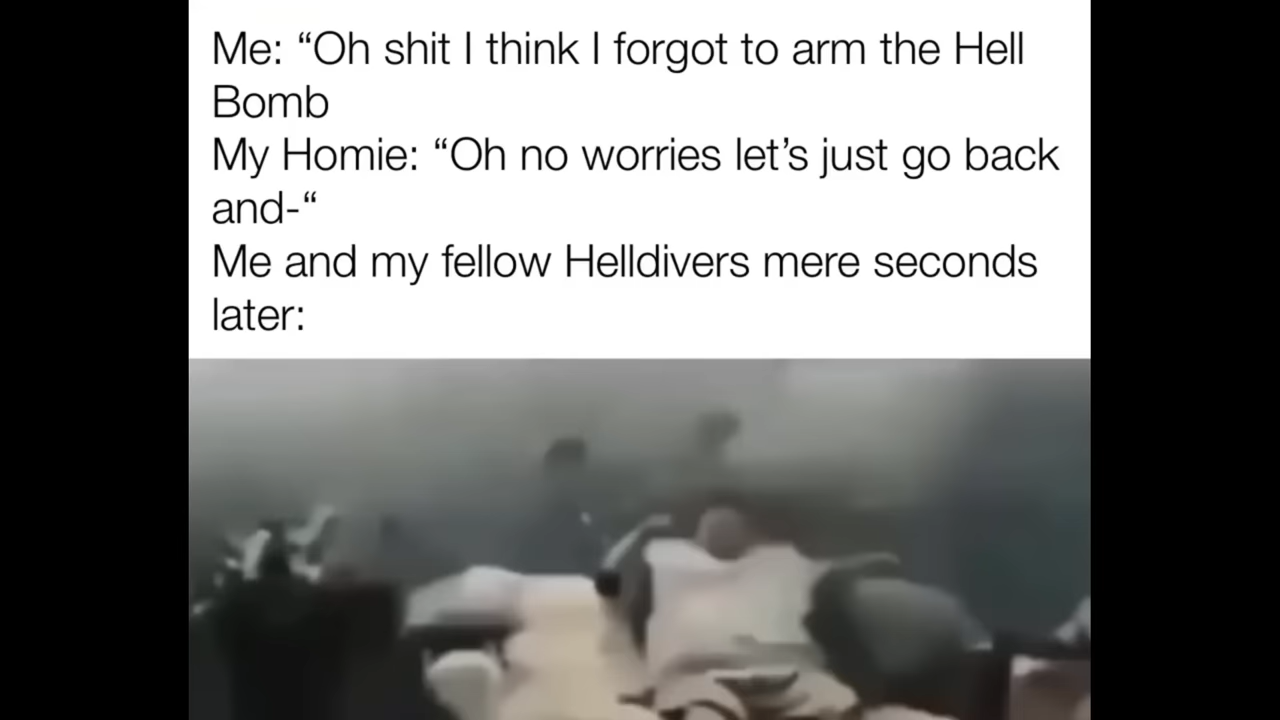 Me: “Oh shit I think I forgot to arm the Hell
Bomb
My Homie: “Oh no worries let’s just go back
and-“
Me and my fellow Helldivers mere seconds
later: